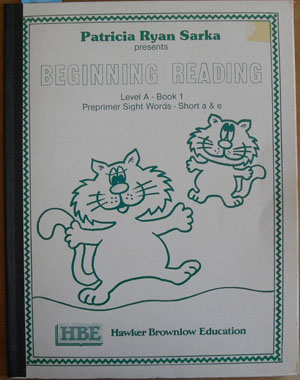 Patricia Ryan Sarka
presents
BEGINNING READING
Level A - Book 1
Preprimer Sight Words - Short a & e
HBE
Hawker Brownlow Education